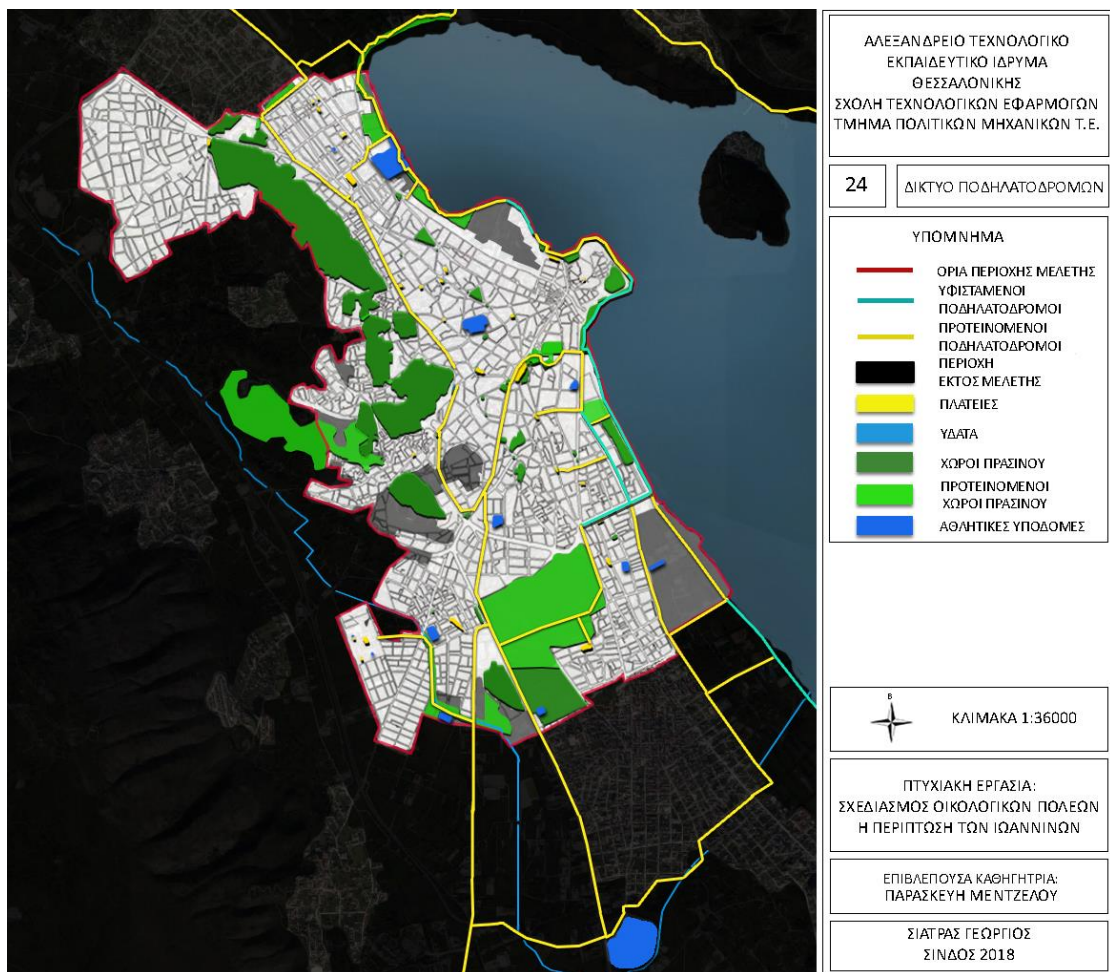 ΑΛΕΞΑΝΔΡΕΙΟ ΤΕΧΝΟΛΟΓΙΚΟ
ΕΚΠΑΙΔΕΥΤΙΚΟ ΙΔΡΥΜΑ
ΘΕΣΣΑΛΟΝΙΚΗΣ
ΣΧΟΛΗ ΤΕΧΝΟΛΟΓΙΚΩΝ ΕΦΑΡΜΟΓΩΝ
ΤΜΗΜΑ ΠΟΛΙΤΙΚΩΝ ΜΗΧΑΝΙΚΩΝ Τ.Ε.
24 ΔΙΚΤΥΟ ΠΟΔΗΛΑΤΟΔΡΟΜΩΝ
ΥΠΟΜΝΗΜΑ
ΟΡΙΑ ΠΕΡΙΟΧΗΣ ΜΕΛΕΤΗΣ
ΥΦΙΣΤΑΜΕΝΟΙ
ΠΟΔΗΛΑΤΟΔΡΟΜΟΙ
ΠΡΟΤΕΙΝΟΜΕΝΟΙ
ΠΟΔΗΛΑΤΟΔΡΟΜΟΙ
ΠΕΡΙΟΧΗ
ΕΚΤΟΣ ΜΕΛΕΤΗΣ
ΠΛΑΤΕΙΕΣ
ΥΔΑΤΑ
ΧΩΡΟΙ ΠΡΑΣΙΝΟΥ
ΠΡΟΤΕΙΝΟΜΕΝΟΙ
ΧΩΡΟΙ ΠΡΑΣΙΝΟΥ
ΑΘΛΗΤΙΚΕΣ ΥΠΟΔΟΜΕΣ
Β
ΚΛΙΜΑΚΑ 1:36000
ΠΤΥΧΙΑΚΗ ΕΡΓΑΣΙΑ:
ΣΧΕΔΙΑΣΜΟΣ ΟΙΚΟΛΟΓΙΚΩΝ ΠΟΛΕΩΝ
Η ΠΕΡΙΠΤΩΣΗ ΤΩΝ ΙΩΑΝΝΙΝΩΝ
ΕΠΙΒΛΕΠΟΥΣΑ ΚΑΘΗΓΗΤΡΙΑ:
ΠΑΡΑΣΚΕΥΗ ΜΕΝΤΖΕΛΟΥ
ΣΙΑΤΡΑΣ ΓΕΩΡΓΙΟΣ
ΣΙΝΔΟΣ 2018